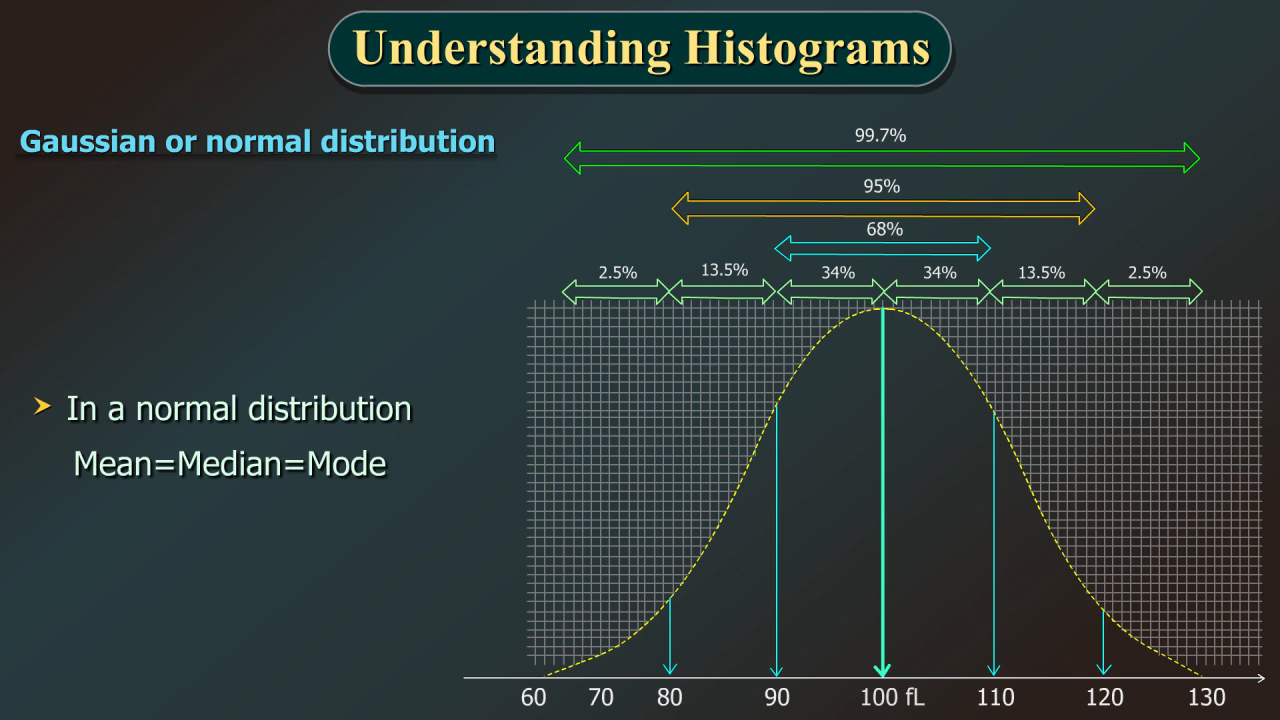 Understanding Histograms
Gaussian or normal distribution
99.7%
95%
68%
2.5% 13.5% 34% 34% 13.5% 2.5%
In a normal distribution
Mean=Median=Mode
60 70 80 90 100 fL 110 120 130